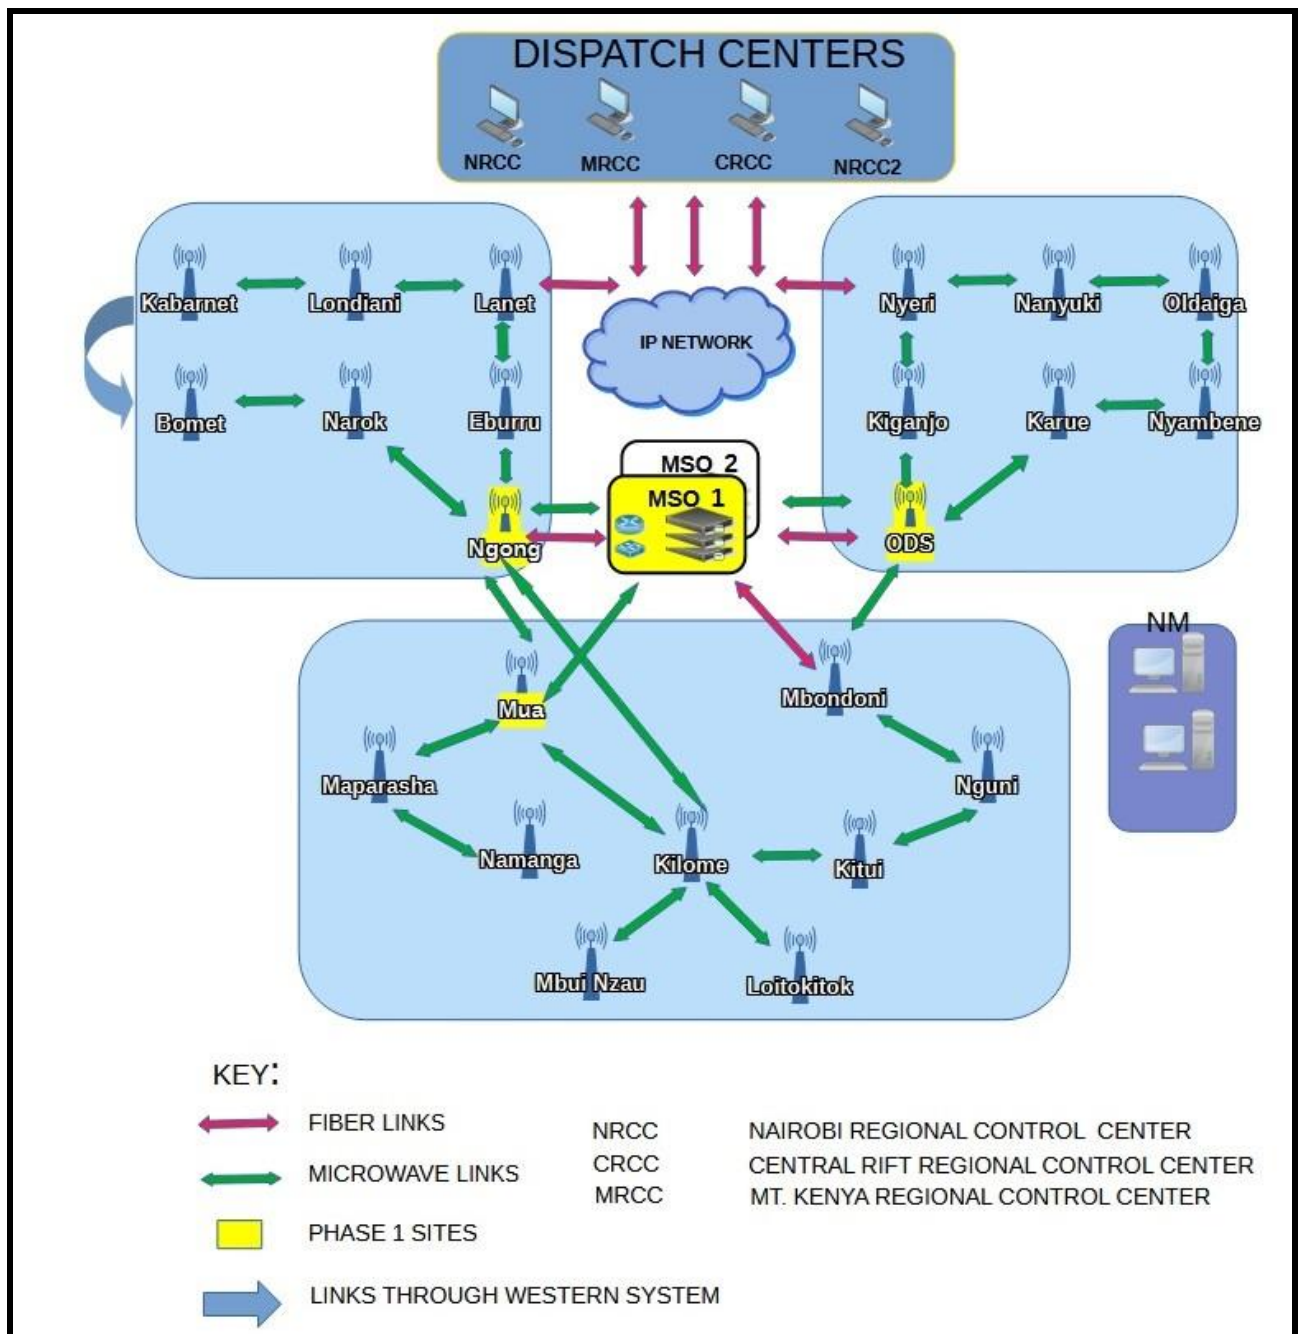 DISPATCH CENTERS
NRCC MRCC CRCC NRCC2
Kabarnet Londiani Lanet
Bomet Narok Eburru
Ngong
IP NETWORK
Nyeri Nanyuki Oldaiga
Kiganjo Karue Nyambene
ODS
MSO 2
MSO 1
NM
Mua
Mbondoni
Maparasha
Nguni
Namanga
Kilome
Kitui
Mbui Nzau
Loitokitok
KEY:
FIBER LINKS
MICROWAVE LINKS
PHASE 1 SITES
LINKS THROUGH WESTERN SYSTEM
NRCC NAIROBI REGIONAL CONTROL CENTER
CRCC CENTRAL RIFT REGIONAL CONTROL CENTER
MRCC MT. KENYA REGIONAL CONTROL CENTER